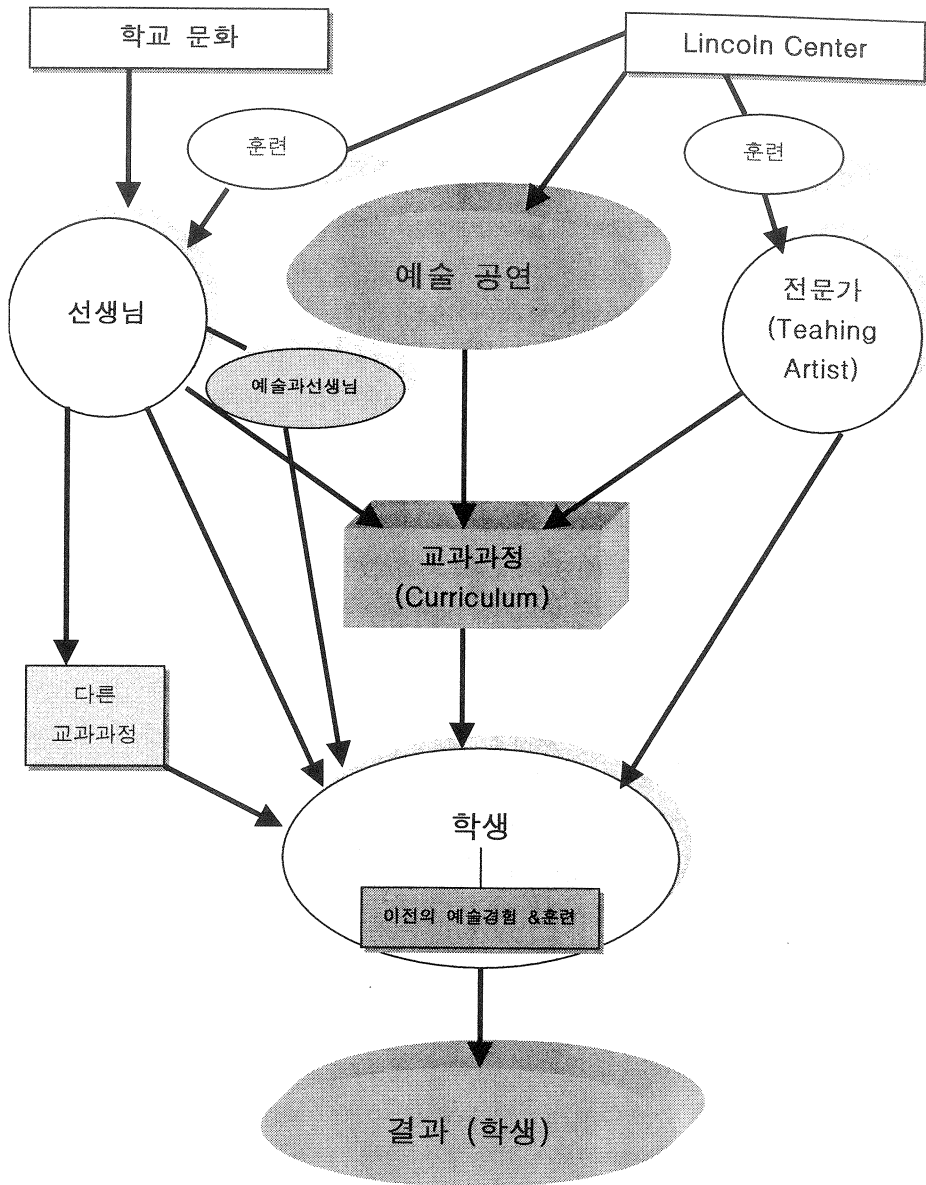 학교 문화
Lincoln Center
훈련
훈련
예술 공연
선생님
전문가
(Teahing
Artist)
예술과선생님
교과과정
(Curriculum)
다른
교과과정
학생
이전의 예술경험 &훈련
결과 (학생)